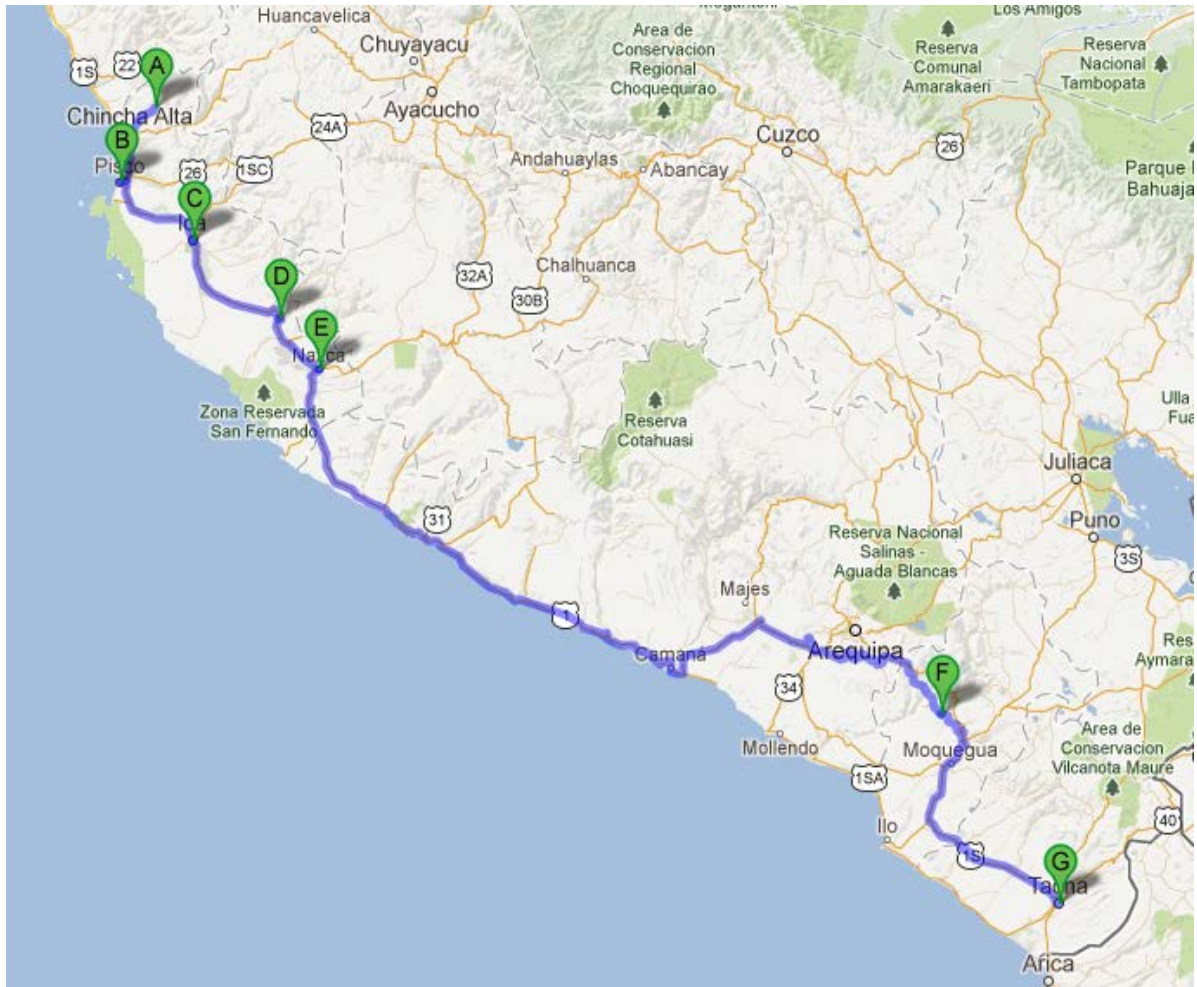 Huancavelica
Chuyayacu
1S
22
A
Chincha Alta
B
Pisco
26
1SC
24A
Ayacucho
Area de
Conservacion
Regional
Choquequirao
Los Amigos
Reserva
Comunal
Amarakaeri
Reserva
Nacional
Tambopata
Cuzco
26
Andahuaylas
Abancay
Parque
Bahuaja
C
Ica
D
32A
30B
Chalhuanca
E
Zona Reservada
San Fernando
Reserva
Cotahuasi
Ulla
Juliaca
Puno
3S
31
Reserva Nacional
Salinas -
Aguada Blancas
Majes
1
Camaná
Arequipa
34
F
Mollendo
Moquegua
1SA
Area de
Conservacion
Vilcanota Maure
Aymara
Ilo
1S
40
G
Tacna
Arica